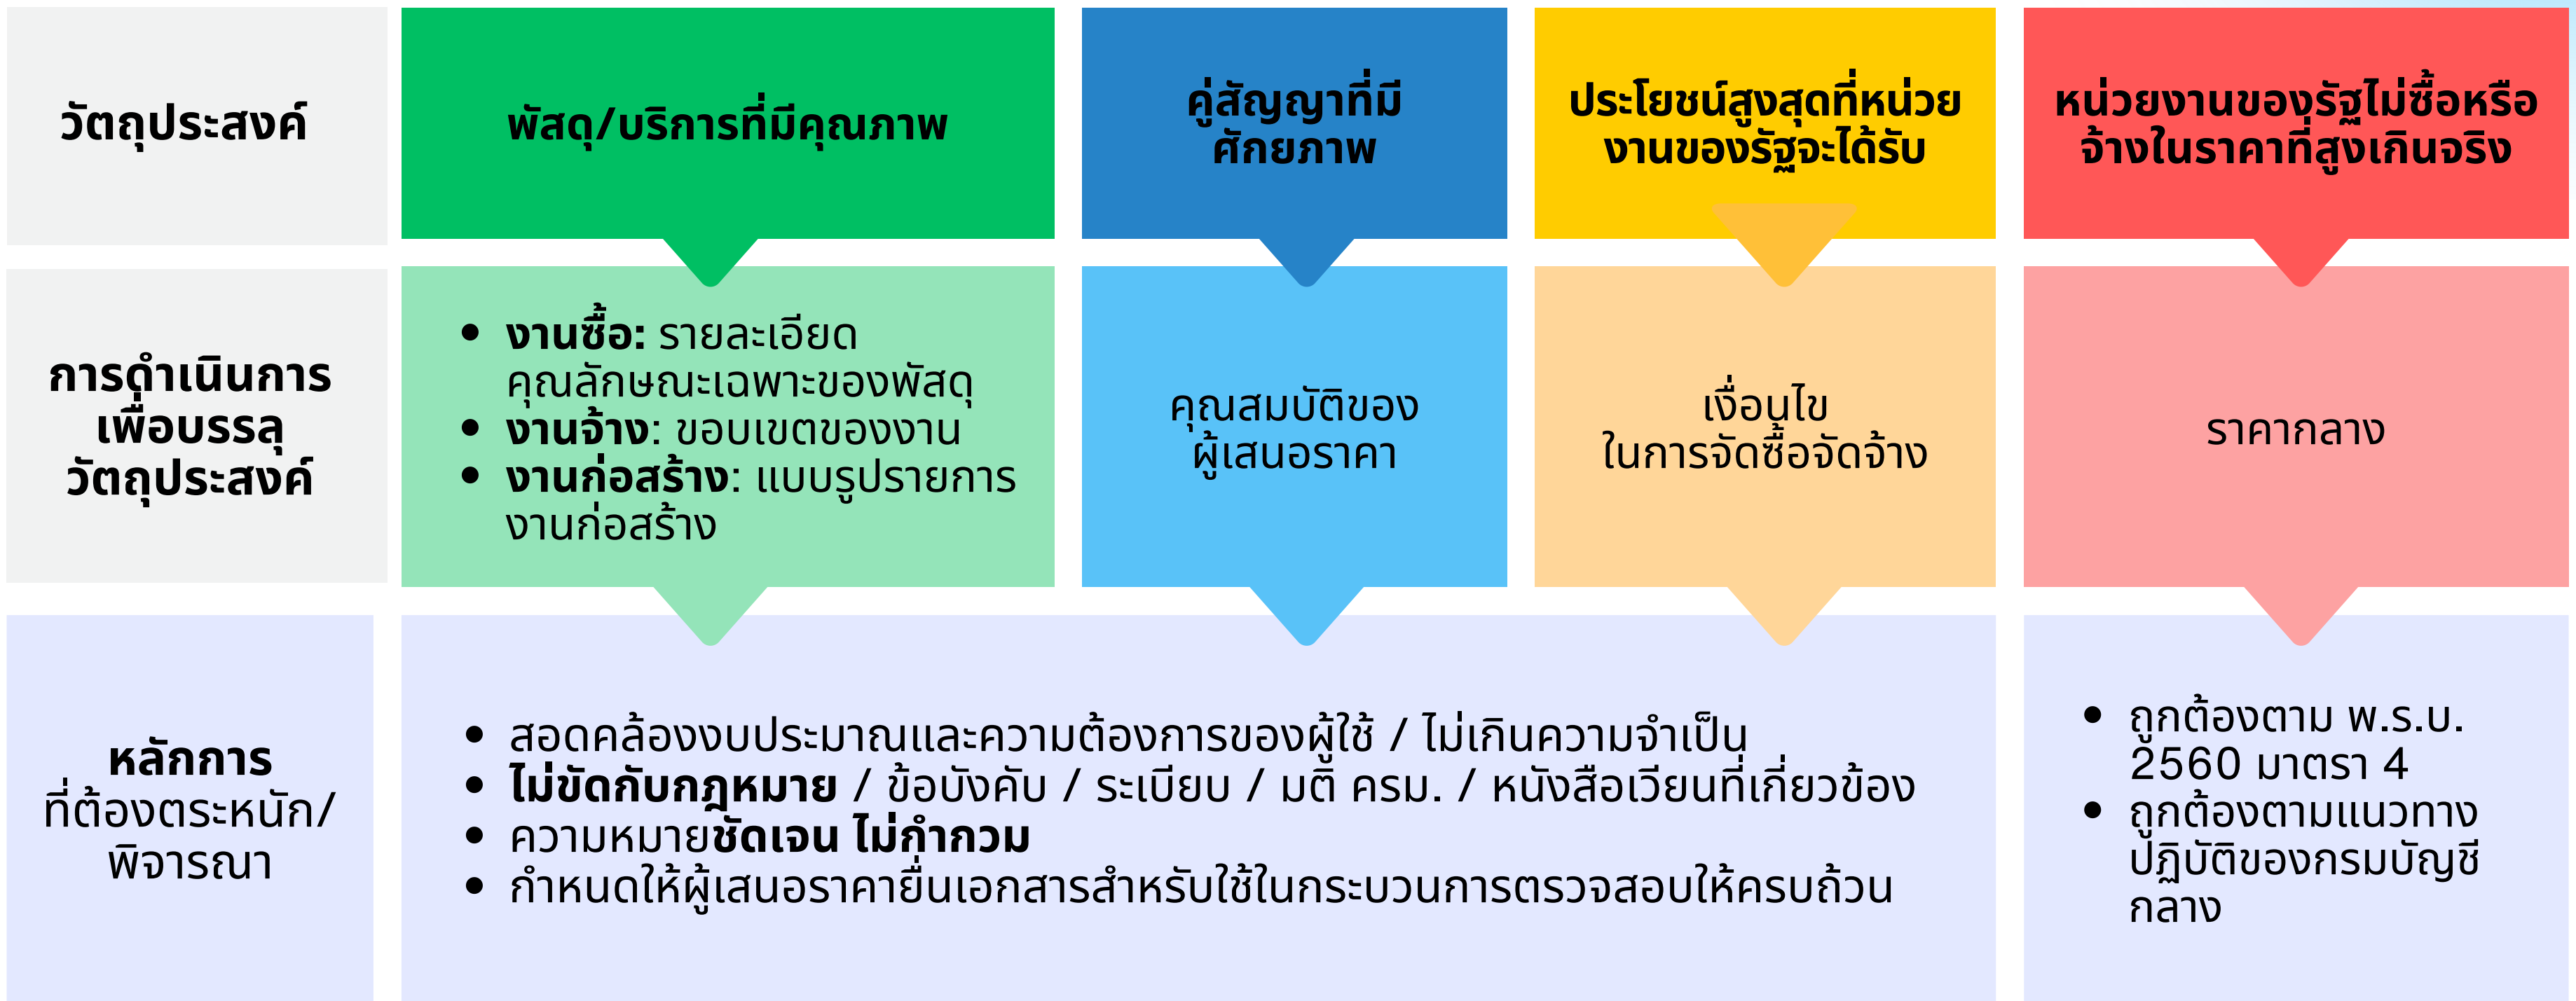 วัตถุประสงค์
พัสดุ/บริการที่มีคุณภาพ
คู่สัญญาที่มี
ศักยภาพ
ประโยชน์สูงสุดที่หน่วย
งานของรัฐจะได้รับ
หน่วยงานของรัฐไม่ซื้อหรือ
จ้างในราคาที่สูงเกินจริง
การดำเนินการ
เพื่อบรรลุ
วัตถุประสงค์
• งานซื้อ: รายละเอียด
คุณลักษณะเฉพาะของพัสดุ
• งานจ้าง: ขอบเขตของงาน
• งานก่อสร้าง: แบบรูปรายการ
งานก่อสร้าง
คุณสมบัติของ
ผู้เสนอราคา
เงื่อนไข
ในการจัดซื้อจัดจ้าง
ราคากลาง
หลักการ
ที่ต้องตระหนัก/
พิจารณา
• สอดคล้องงบประมาณและความต้องการของผู้ใช้ / ไม่เกินความจำเป็น
• ไม่ขัดกับกฎหมาย / ข้อบังคับ / ระเบียบ / มติ ครม. / หนังสือเวียนที่เกี่ยวข้อง
• ความหมายชัดเจน ไม่กำกวม
• กำหนดให้ผู้เสนอราคายื่นเอกสารสำหรับใช้ในกระบวนการตรวจสอบให้ครบถ้วน
• ถูกต้องตาม พ.ร.บ.
2560 มาตรา 4
• ถูกต้องตามแนวทาง
ปฏิบัติของกรมบัญชี
กลาง